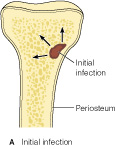 Initial
infection
Periosteum
A Initial infection